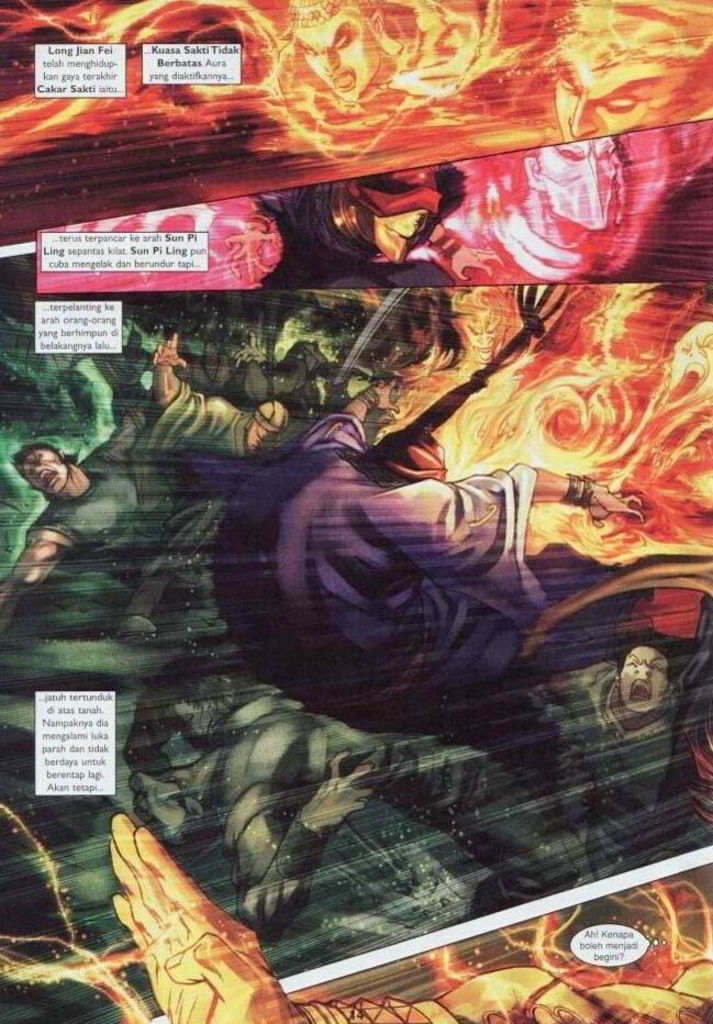 Long Jian Fei
telah menghidup-
kan gaya terakhir
Cakar Sakti iaitu...
...Kuasa Sakti Tidak
Berbatas. Aura
yang diaktifkannya...
...terus terpancar ke arah Sun Pi
Ling sepantas kilat. Sun Pi Ling pun
cuba mengelak dan berundur tapi...
...terpelanting ke
arah orang-orang
yang berhimpun di
belakangnya lalu...
...jatuh tertunduk
di atas tanah.
Nampaknya dia
mengalami luka
parah dan tidak
berdaya untuk
berentap lagi.
Akan tetapi...
Ah! Kenapa
boleh menjadi
begini?